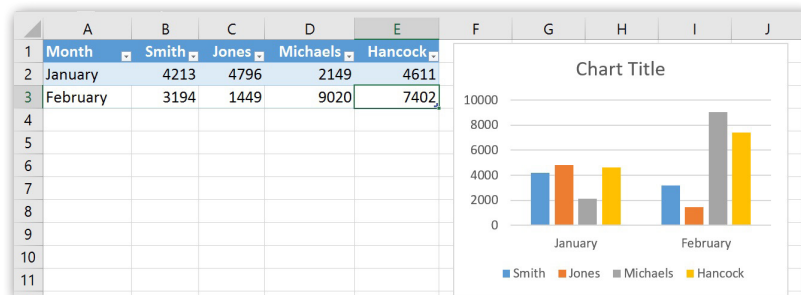 A B C D E F G H I J
1 Month Smith Jones Michaels Hancock
2 January 4213 4796 2149 4611
3 February 3194 1449 9020 7402
4
5
6
7
8
9
10
11
Chart Title
10000
8000
6000
4000
2000
0
January February
Smith Jones Michaels Hancock